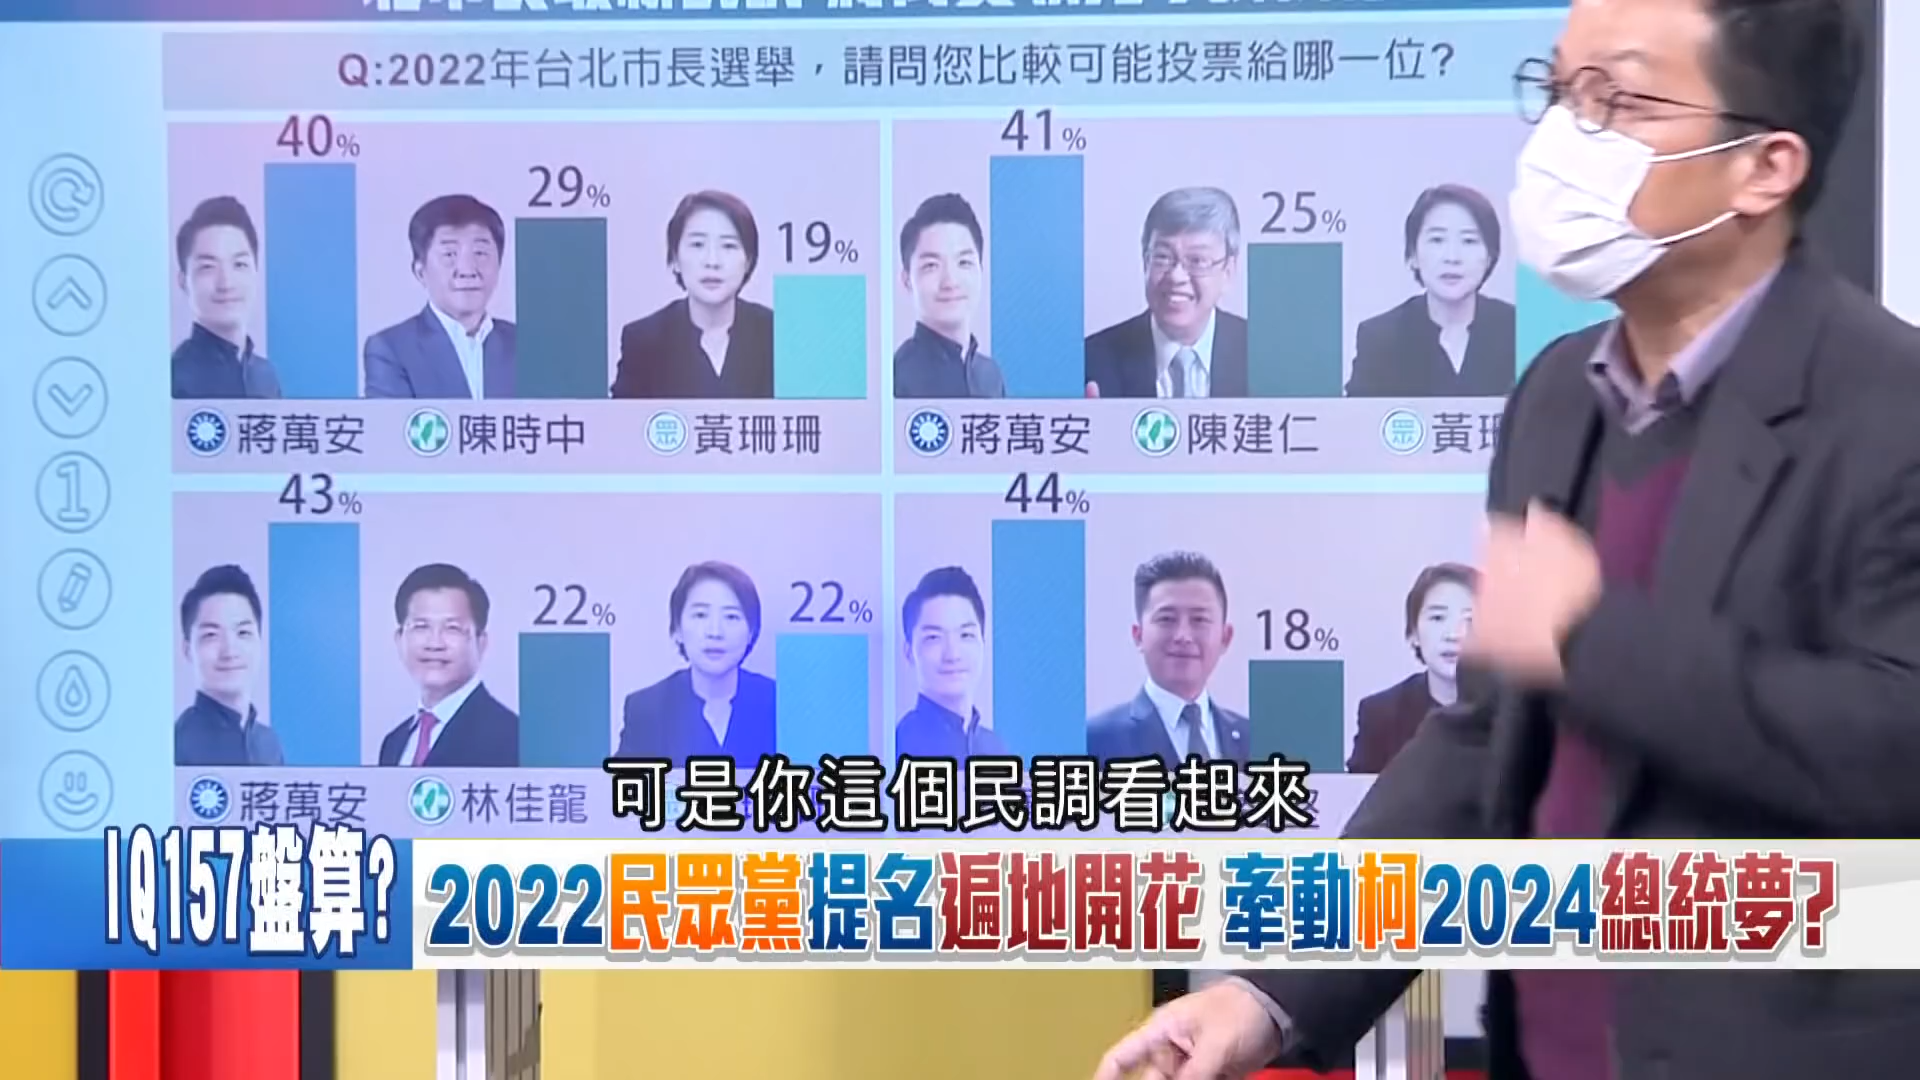 Q:2022年台北市長選舉，請問您比較可能投票給哪一位?
40% 29% 19%
蔣萬安 陳時中 黃珊珊
41% 25%
蔣萬安 陳建仁 黃珊
43% 22% 22%
蔣萬安 林佳龍
44% 18%
1
可是你這個民調看起來
IQ157盤算?
2022民眾黨提名遍地開花 牽動柯2024總統夢?